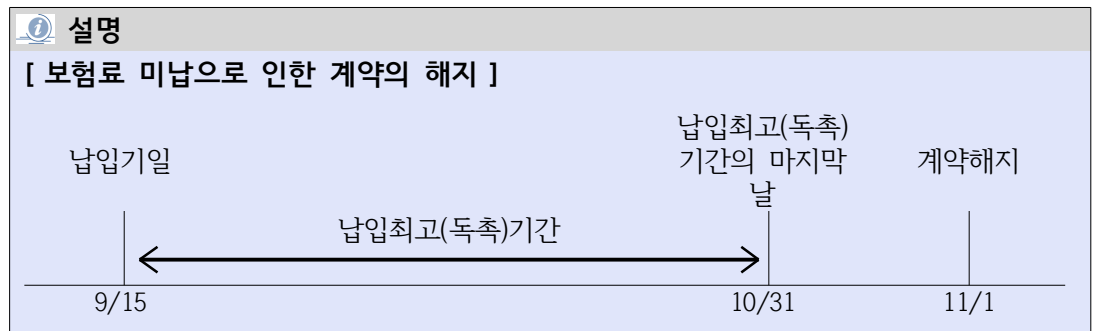 설명
[ 보험료 미납으로 인한 계약의 해지 ]
납입기일
납입최고(독촉)
기간의 마지막
날
계약해지
납입최고(독촉)기간
9/15
10/31
11/1